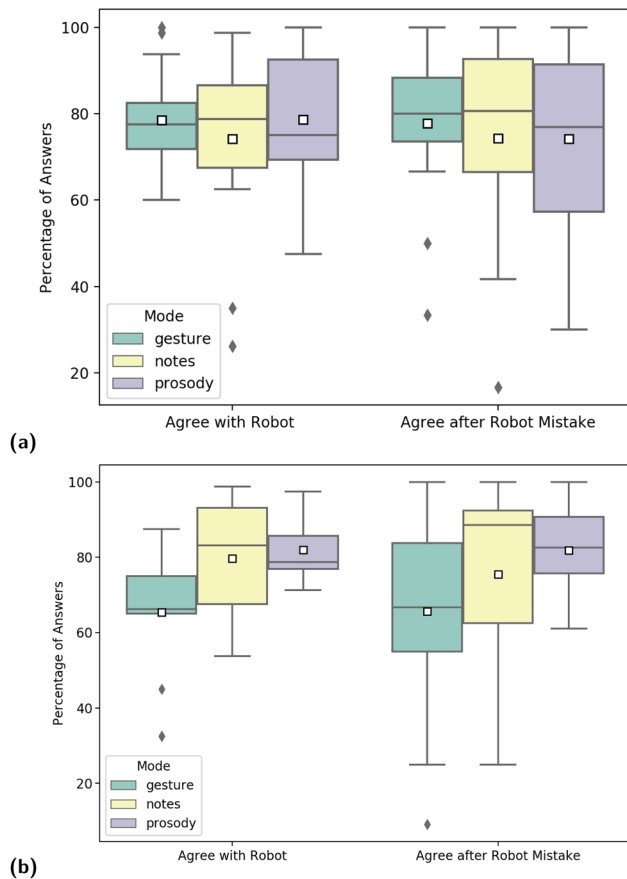 100
80
60
40
20
Percentage of Answers
Mode
gesture
notes
prosody
Agree with Robot
Agree after Robot Mistake
(a)
100
80
60
40
20
Percentage of Answers
Mode
gesture
notes
prosody
Agree with Robot
Agree after Robot Mistake
(b)